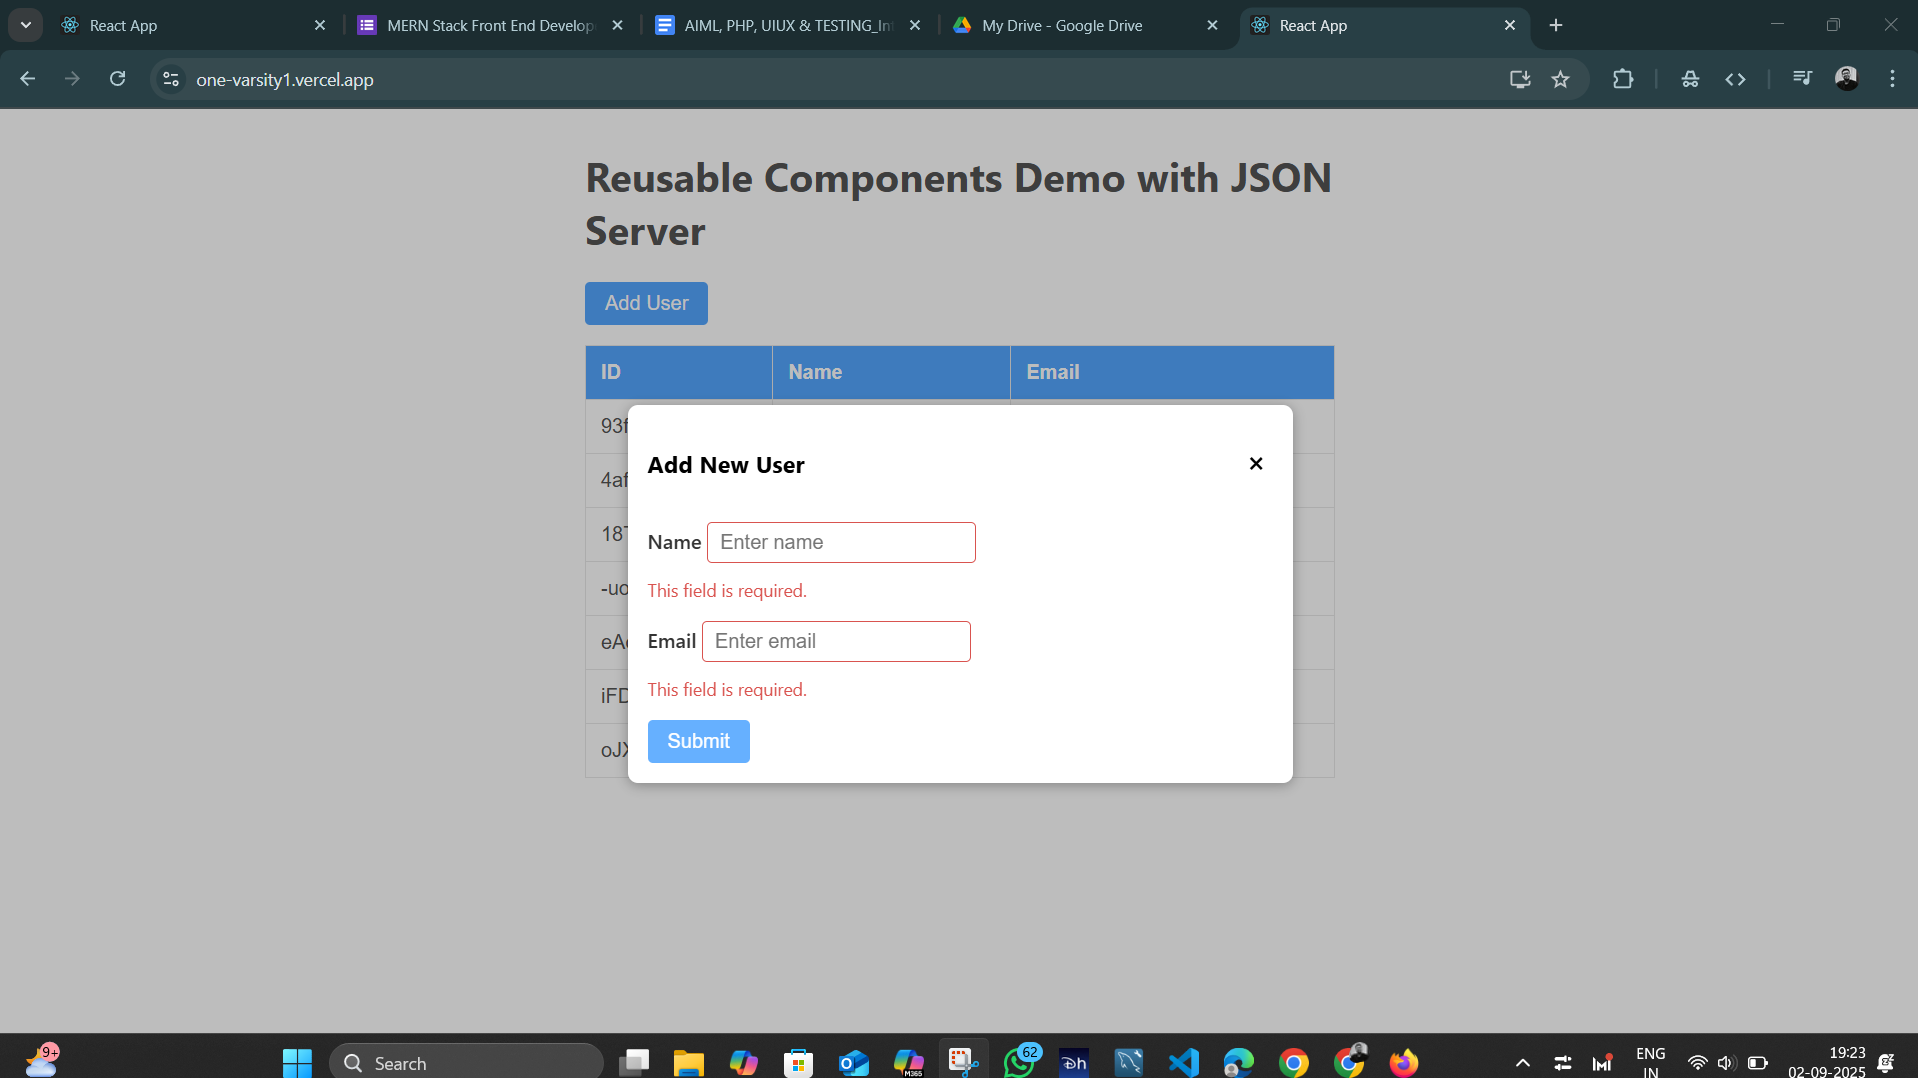 React App
MERN Stack Front End Develop
AIML, PHP, UIUX & TESTING_In
My Drive - Google Drive
React App
one-varsity1.vercel.app
Reusable Components Demo with JSON
Server
Add User
ID Name Email
93f
4af
187
-uo
eA
iFD
oJX
Add New User
Name Enter name
This field is required.
Email Enter email
This field is required.
Submit
9+
Search
M365
62
ENG
IN
19:23
02-09-2025